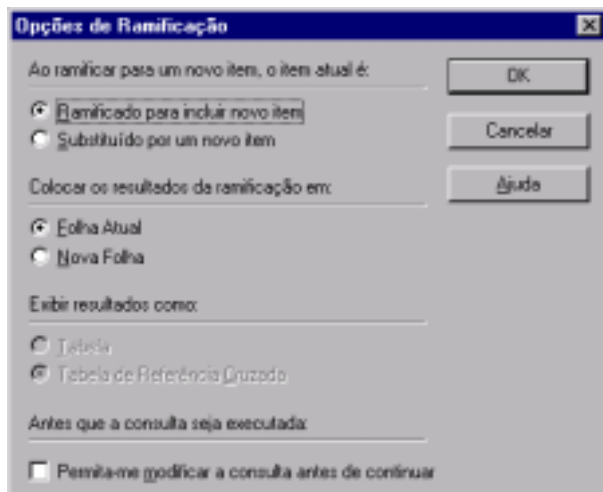 Opções de Ramificação
Ao ramificar para um novo item, o item atual é:
OK
Ramificado para incluir novo item
Substituído por um novo item
Cancelar
Colocar os resultados da ramificação em:
Ajuda
Folha Atual
Nova Folha
Exibir resultados como:
Tabela
Tabela de Referência Cruzada
Antes que a consulta seja executada:
Permita-me modificar a consulta antes de continuar